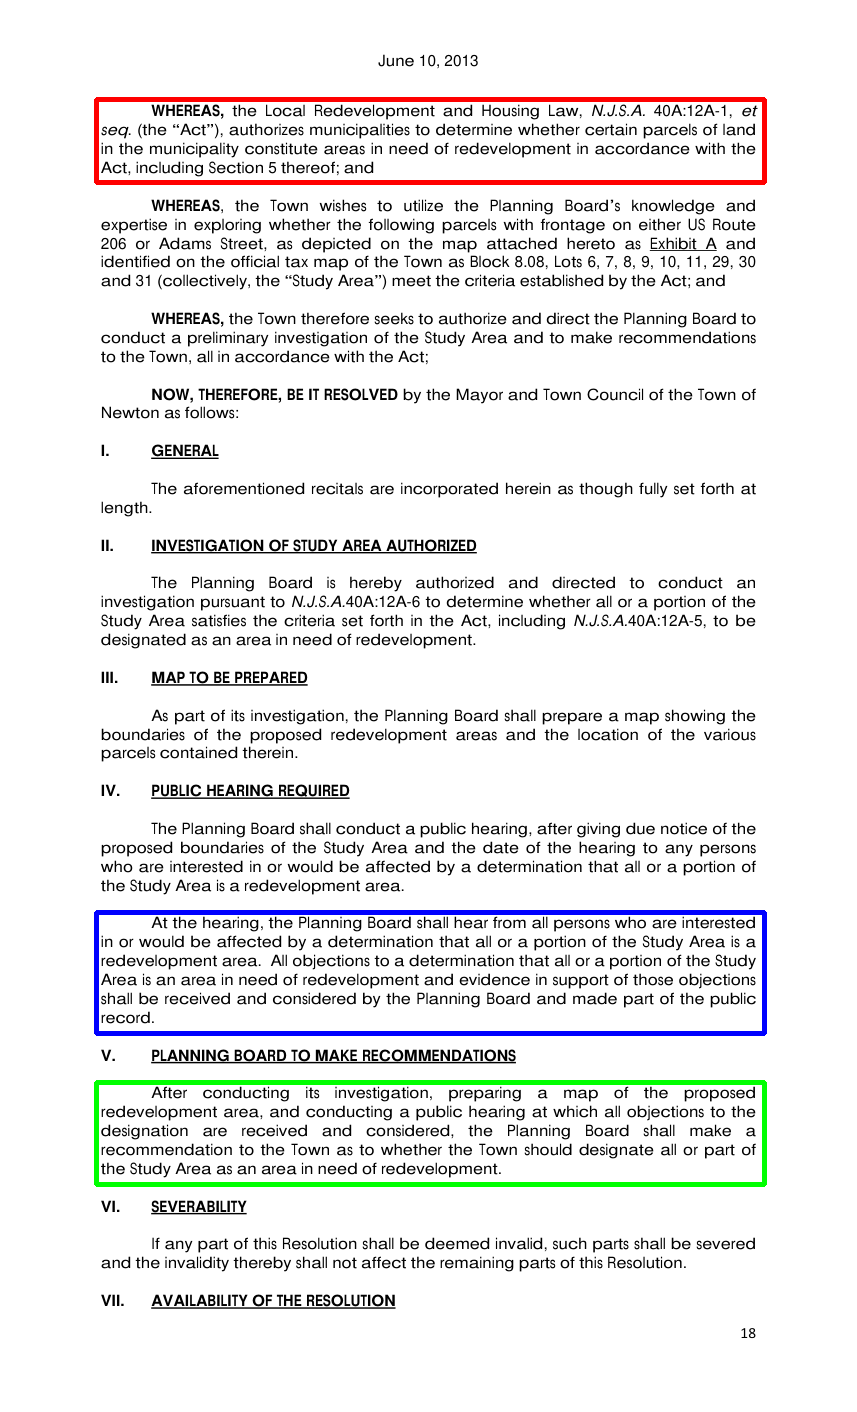 June 10, 2013
WHEREAS, the Local Redevelopment and Housing Law, N.J.S.A. 40A:12A-1, et
seq. (the “Act”), authorizes municipalities to determine whether certain parcels of land
in the municipality constitute areas in need of redevelopment in accordance with the
Act, including Section 5 thereof; and
WHEREAS, the Town wishes to utilize the Planning Board’s knowledge and
expertise in exploring whether the following parcels with frontage on either US Route
206 or Adams Street, as depicted on the map attached hereto as Exhibit A and
identified on the official tax map of the Town as Block 8.08, Lots 6, 7, 8, 9, 10, 11, 29, 30
and 31 (collectively, the “Study Area”) meet the criteria established by the Act; and
WHEREAS, the Town therefore seeks to authorize and direct the Planning Board to
conduct a preliminary investigation of the Study Area and to make recommendations
to the Town, all in accordance with the Act;
NOW, THEREFORE, BE IT RESOLVED by the Mayor and Town Council of the Town of
Newton as follows:
I. GENERAL
The aforementioned recitals are incorporated herein as though fully set forth at
length.
II. INVESTIGATION OF STUDY AREA AUTHORIZED
The Planning Board is hereby authorized and directed to conduct an
investigation pursuant to N.J.S.A.40A:12A-6 to determine whether all or a portion of the
Study Area satisfies the criteria set forth in the Act, including N.J.S.A.40A:12A-5, to be
designated as an area in need of redevelopment.
III. MAP TO BE PREPARED
As part of its investigation, the Planning Board shall prepare a map showing the
boundaries of the proposed redevelopment areas and the location of the various
parcels contained therein.
IV. PUBLIC HEARING REQUIRED
The Planning Board shall conduct a public hearing, after giving due notice of the
proposed boundaries of the Study Area and the date of the hearing to any persons
who are interested in or would be affected by a determination that all or a portion of
the Study Area is a redevelopment area.
At the hearing, the Planning Board shall hear from all persons who are interested
in or would be affected by a determination that all or a portion of the Study Area is a
redevelopment area. All objections to a determination that all or a portion of the Study
Area is an area in need of redevelopment and evidence in support of those objections
shall be received and considered by the Planning Board and made part of the public
record.
V. PLANNING BOARD TO MAKE RECOMMENDATIONS
After conducting its investigation, preparing a map of the proposed
redevelopment area, and conducting a public hearing at which all objections to the
designation are received and considered, the Planning Board shall make a
recommendation to the Town as to whether the Town should designate all or part of
the Study Area as an area in need of redevelopment.
VI. SEVERABILITY
If any part of this Resolution shall be deemed invalid, such parts shall be severed
and the invalidity thereby shall not affect the remaining parts of this Resolution.
VII. AVAILABILITY OF THE RESOLUTION
18